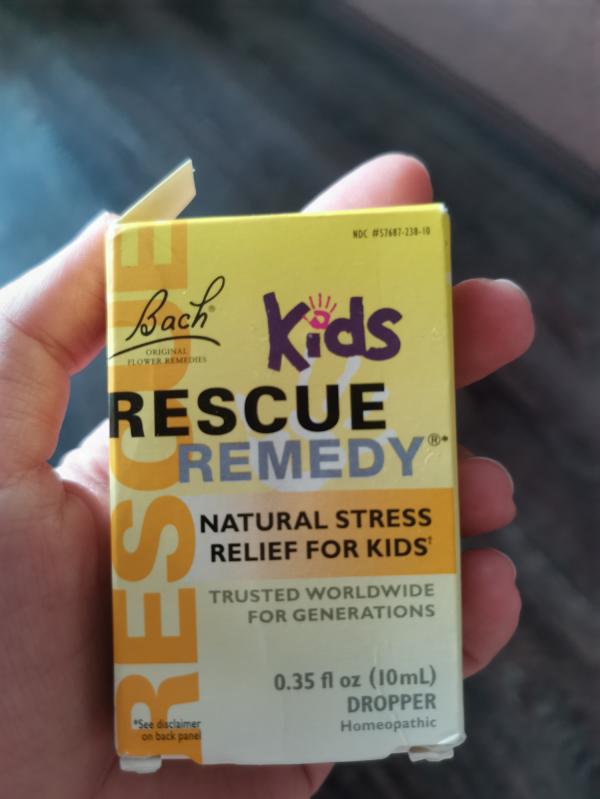 NDC #57687-238-10
Bach®
ORIGINAL
FLOWER REMEDIES
Kids
RESCUE
RESCUE
REMEDY®*
NATURAL STRESS
RELIEF FOR KIDS†
TRUSTED WORLDWIDE
FOR GENERATIONS
0.35 fl oz (10mL)
DROPPER
Homeopathic
*See disclaimer
on back panel